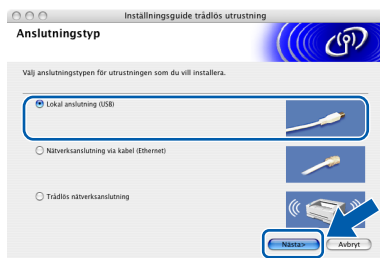 Inställningsguide trådlös utrustning
Anslutningstyp
Välj anslutningstypen för utrustningen som du vill installera.
Lokal anslutning (USB)
Nätverksanslutning via kabel (Ethernet)
Trådlös nätverksanslutning
Nästa>
Avbryt